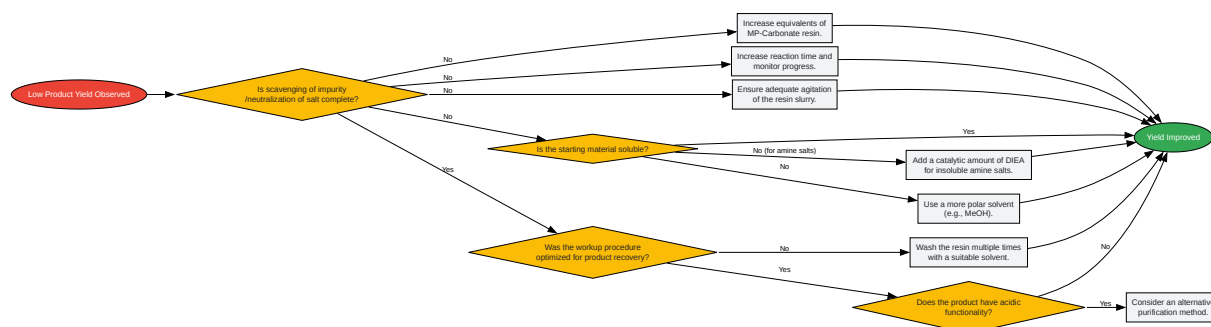 Low Product Yield Observed
Is scavenging of impurity
/neutralization of salt complete?
No
Increase equivalents of
MP-Carbonate resin.
No
Increase reaction time and
monitor progress.
No
Ensure adequate agitation
of the resin slurry.
No
Is the starting material soluble?
Yes
Yield Improved
No (for amine salts)
Add a catalytic amount of DIEA
for insoluble amine salts.
No
Use a more polar solvent
(e.g., MeOH).
Yes
Was the workup procedure
optimized for product recovery?
No
Wash the resin multiple times
with a suitable solvent.
Yes
Does the product have acidic
functionality?
No
Yes
Consider an alternativ
purification method.